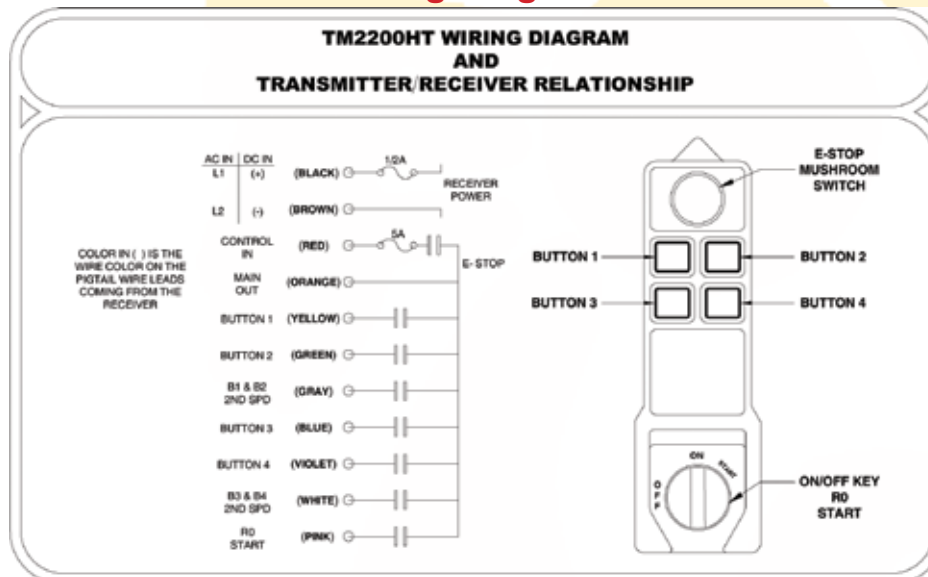 TM2200HT WIRING DIAGRAM
AND
TRANSMITTER/RECEIVER RELATIONSHIP
AC IN DC IN
L1 (+) (BLACK) 1/2A
RECEIVER
POWER
L2 (-) (BROWN)
CONTROL
IN (RED) 5A
E-STOP
MAIN
OUT (ORANGE)
COLOR IN ( ) IS THE
WIRE COLOR ON THE
PIGTAIL WIRE LEADS
COMING FROM THE
RECEIVER
BUTTON 1 (YELLOW)
BUTTON 2 (GREEN)
B1 & B2
2ND SPD (GRAY)
BUTTON 3 (BLUE)
BUTTON 4 (VIOLET)
B3 & B4
2ND SPD (WHITE)
R0
START (PINK)
E-STOP
MUSHROOM
SWITCH
BUTTON 1 BUTTON 2
BUTTON 3 BUTTON 4
ON START
OFF
ON/OFF KEY
R0
START